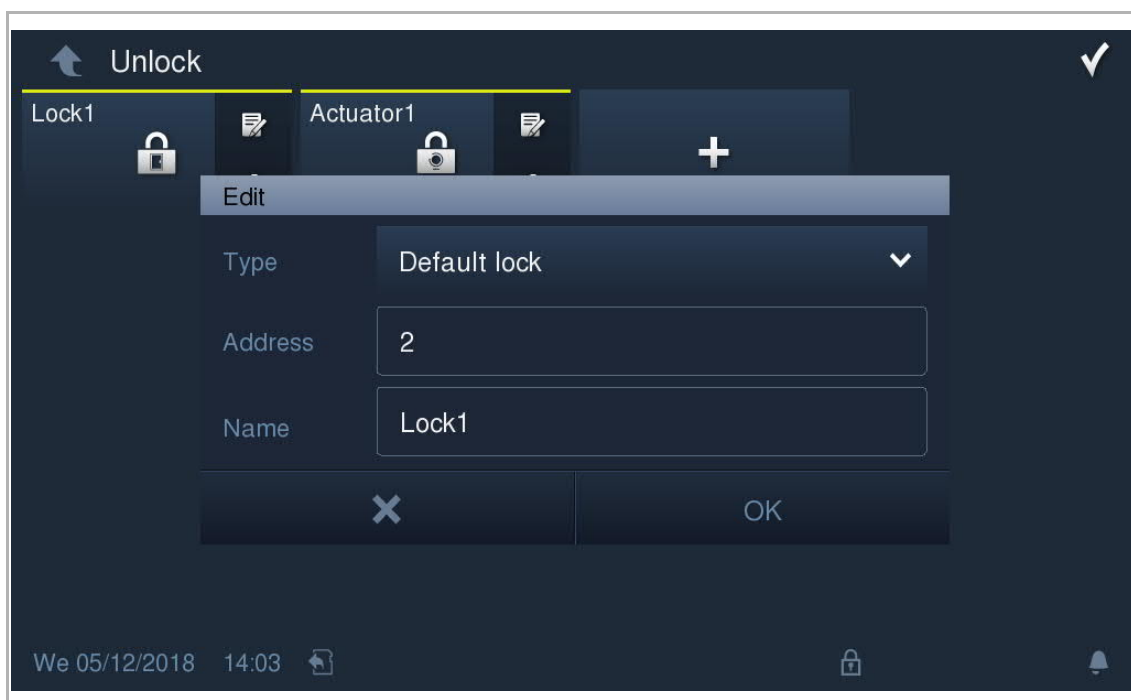 Unlock
Lock1
Actuator1
Edit
Type
Default lock
Address
2
Name
Lock1
OK
We 05/12/2018 14:03